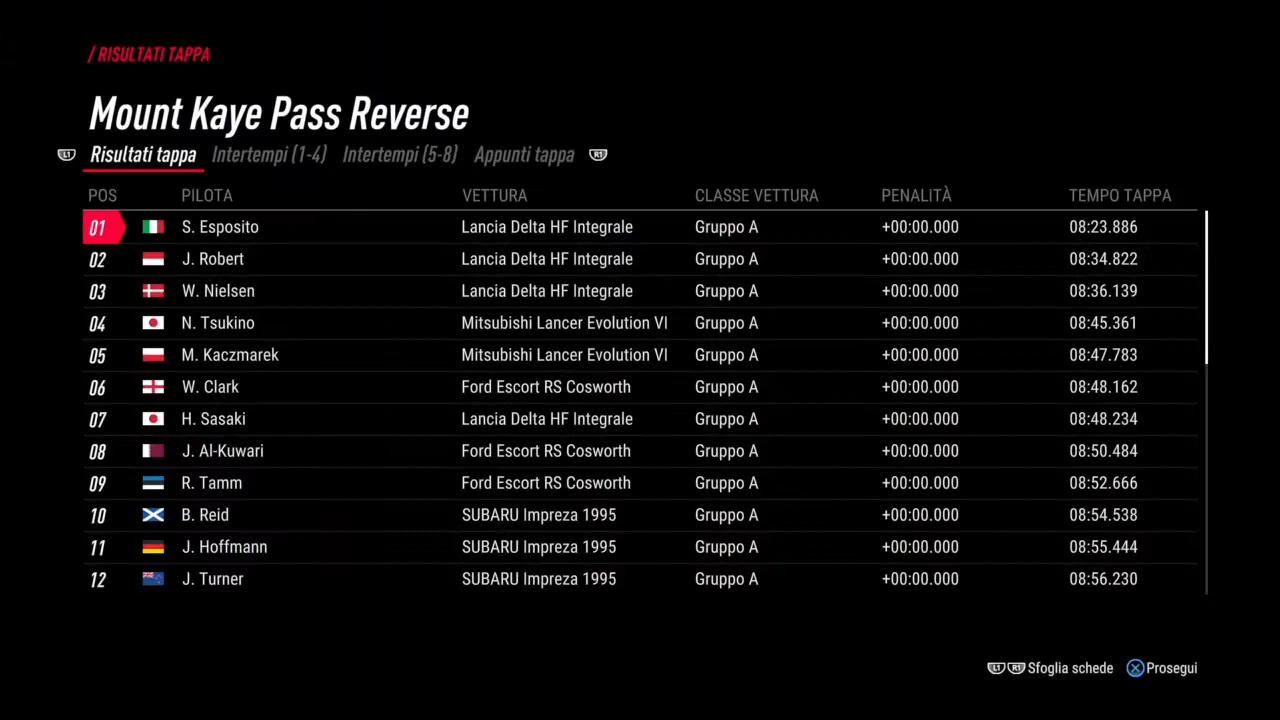 / RISULTATI TAPPA
Mount Kaye Pass Reverse
L1 Risultati tappa Intertempi (1-4) Intertempi (5-8) Appunti tappa R1
POS PILOTA VETTURA CLASSE VETTURA PENALITÀ TEMPO TAPPA
01 S. Esposito Lancia Delta HF Integrale Gruppo A +00:00.000 08:23.886
02 J. Robert Lancia Delta HF Integrale Gruppo A +00:00.000 08:34.822
03 W. Nielsen Lancia Delta HF Integrale Gruppo A +00:00.000 08:36.139
04 N. Tsukino Mitsubishi Lancer Evolution VI Gruppo A +00:00.000 08:45.361
05 M. Kaczmarek Mitsubishi Lancer Evolution VI Gruppo A +00:00.000 08:47.783
06 W. Clark Ford Escort RS Cosworth Gruppo A +00:00.000 08:48.162
07 H. Sasaki Lancia Delta HF Integrale Gruppo A +00:00.000 08:48.234
08 J. Al-Kuwari Ford Escort RS Cosworth Gruppo A +00:00.000 08:50.484
09 R. Tamm Ford Escort RS Cosworth Gruppo A +00:00.000 08:52.666
10 B. Reid SUBARU Impreza 1995 Gruppo A +00:00.000 08:54.538
11 J. Hoffmann SUBARU Impreza 1995 Gruppo A +00:00.000 08:55.444
12 J. Turner SUBARU Impreza 1995 Gruppo A +00:00.000 08:56.230
L1 R1 Sfoglia schede Prosegui